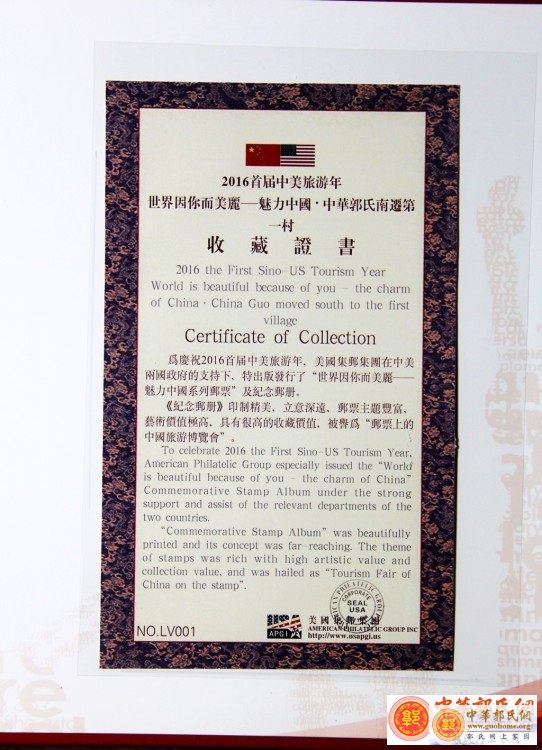 2016首届中美旅游年
世界因你而美麗—魅力中國·中華郭氏南遷第
一村
收藏證書
2016 the First Sino-US Tourism Year
World is beautiful because of you - the charm
of China · China Guo moved south to the first
village
Certificate of Collection
爲慶祝2016首届中美旅游年，美國集郵集團在中美
兩國政府的支持下，特出版發行了“世界因你而美麗——
魅力中國系列郵票”及紀念郵册。
《紀念郵册》印制精美，立意深遠，郵票主題豐富，
藝術價值極高，具有很高的收藏價值，被譽爲“郵票上的
中國旅游博覽會”。
To celebrate 2016 the First Sino-US Tourism Year,
American Philatelic Group especially issued the “World
is beautiful because of you - the charm of China”
Commemorative Stamp Album under the strong
support and assist of the relevant departments of the
two countries.
“Commemorative Stamp Album” was beautifully
printed and its concept was far-reaching. The theme
of stamps was rich with high artistic value and
collection value, and was hailed as “Tourism Fair of
China on the stamp”.
CORPORATE
SEAL
USA
NO.LV001
USA
APGI
美國集郵集團
AMERICAN PHILATELIC GROUP INC
http://www.usapgi.us
中華郭氏網
www.guohome.org
郭氏網上家園